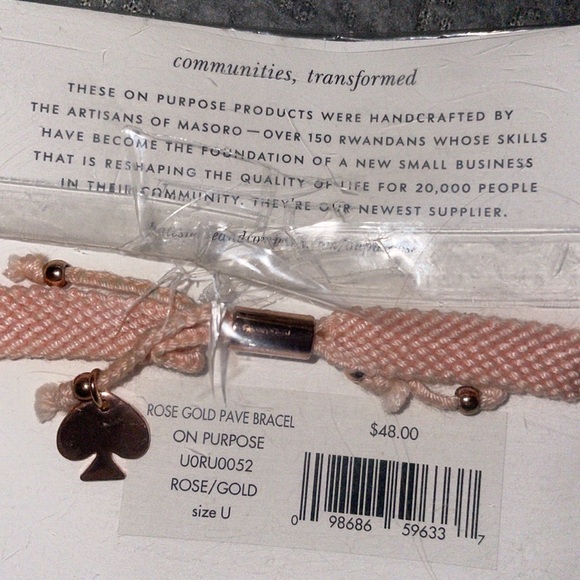 communities, transformed
THESE ON PURPOSE PRODUCTS WERE HANDCRAFTED BY
THE ARTISANS OF MASORO—OVER 150 RWANDANS WHOSE SKILLS
HAVE BECOME THE FOUNDATION OF A NEW SMALL BUSINESS
THAT IS RESHAPING THE QUALITY OF LIFE FOR 20,000 PEOPLE
IN THEIR COMMUNITY. THEY'RE OUR NEWEST SUPPLIER.
ROSE GOLD PAVE BRACEL
ON PURPOSE
U0RU0052
ROSE/GOLD
size U
$48.00
0 98686 59633 7